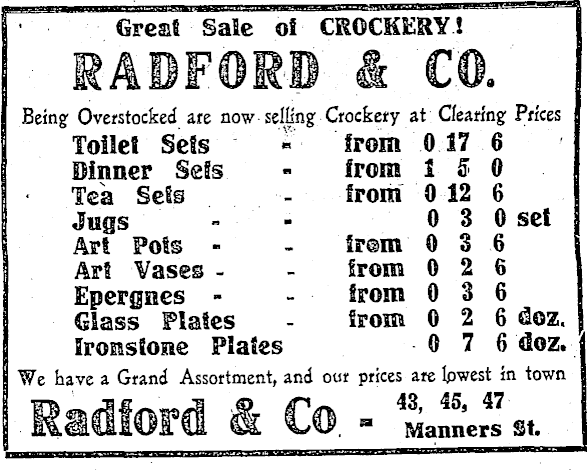 Great Sale of CROCKERY!
RADFORD & CO.
Being Overstocked are now selling Crockery at Clearing Prices
Toilet Sets - from 0 17 6
Dinner Sets - from 1 5 0
Tea Sets - from 0 12 6
Jugs - - 0 3 0 set
Art Pots - - from 0 3 6
Art Vases - - from 0 2 6
Epergnes - - from 0 3 6
Glass Plates - from 0 2 6 doz.
Ironstone Plates 0 7 6 doz.
We have a Grand Assortment, and our prices are lowest in town
Radford & Co. - 43, 45, 47
Manners St.